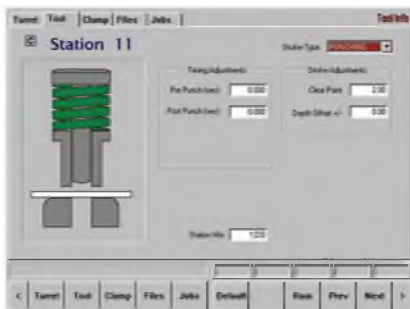 Turret Tool Clamp Files Jobs Tool Info
Station 11
Stroke Type PUNCHING
Timing Adjustments
Pre Punch (sec) 0.000
Post Punch (sec) 0.000
Stroke Adjustments
Clear Point 2.00
Depth Offset +/- 0.00
Station Hits
< Turret Tool Clamp Files Jobs Default Ram Prev Next >